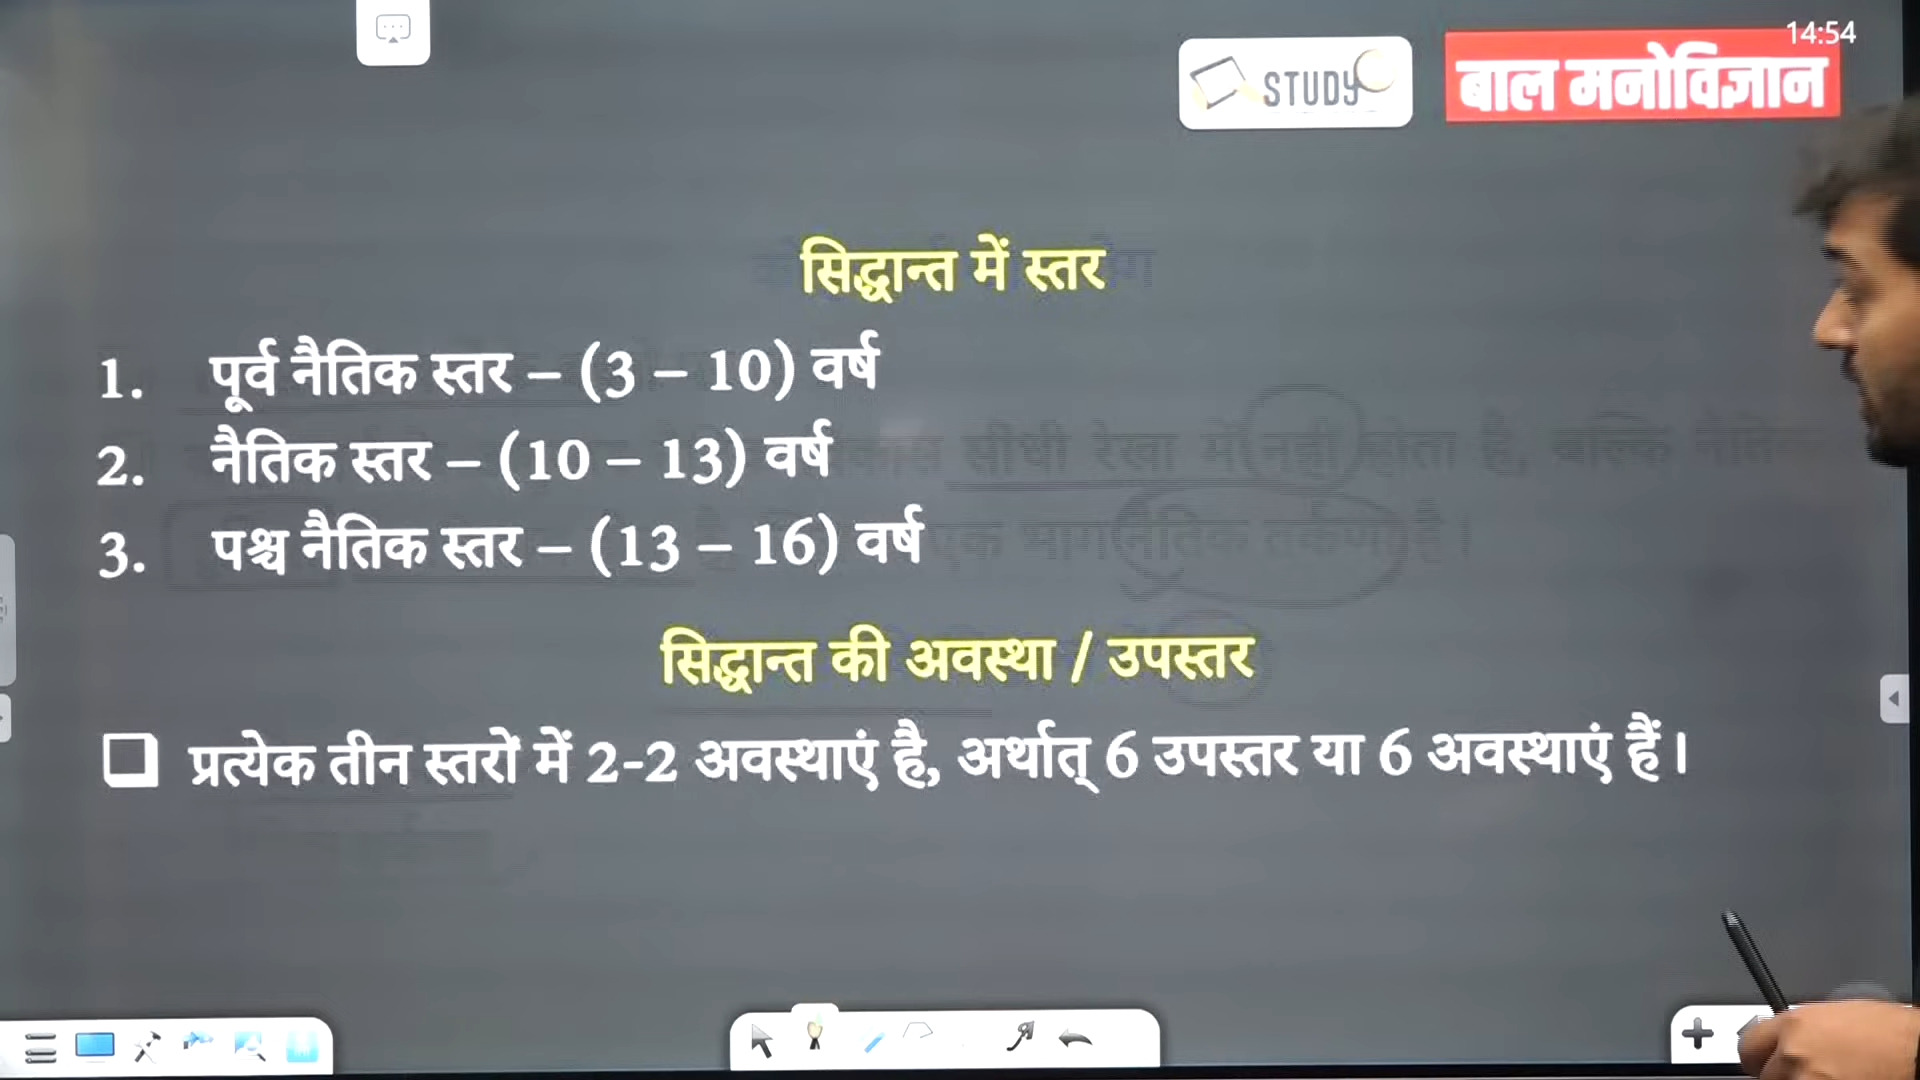 14:54
STUDY
बाल मनोविज्ञान
सिद्धान्त में स्तर
1. पूर्व नैतिक स्तर – (3 – 10) वर्ष
2. नैतिक स्तर – (10 – 13) वर्ष
3. पश्च नैतिक स्तर – (13 – 16) वर्ष
सिद्धान्त की अवस्था / उपस्तर
प्रत्येक तीन स्तरों में 2-2 अवस्थाएं है, अर्थात् 6 उपस्तर या 6 अवस्थाएं हैं।